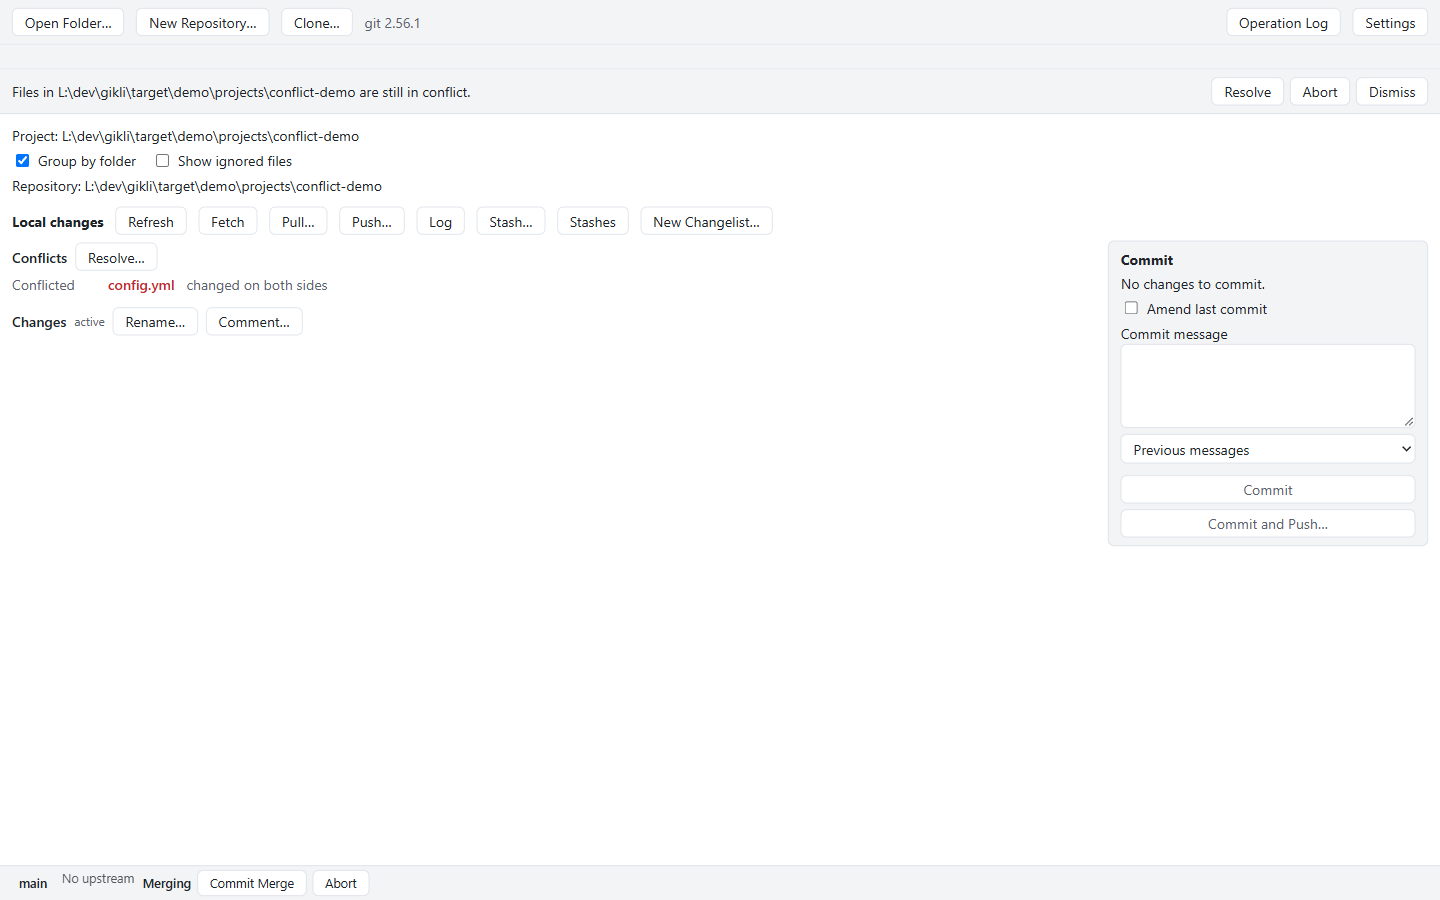 Open Folder... New Repository... Clone... git 2.56.1 Operation Log Settings
Files in L:\dev\gikli\target\demo\projects\conflict-demo are still in conflict. Resolve Abort Dismiss
Project: L:\dev\gikli\target\demo\projects\conflict-demo
Group by folder Show ignored files
Repository: L:\dev\gikli\target\demo\projects\conflict-demo
Local changes Refresh Fetch Pull... Push... Log Stash... Stashes New Changelist...
Conflicts Resolve...
Conflicted config.yml changed on both sides
Changes active Rename... Comment...
Commit
No changes to commit.
Amend last commit
Commit message
Previous messages
Commit
Commit and Push...
main No upstream Merging Commit Merge Abort